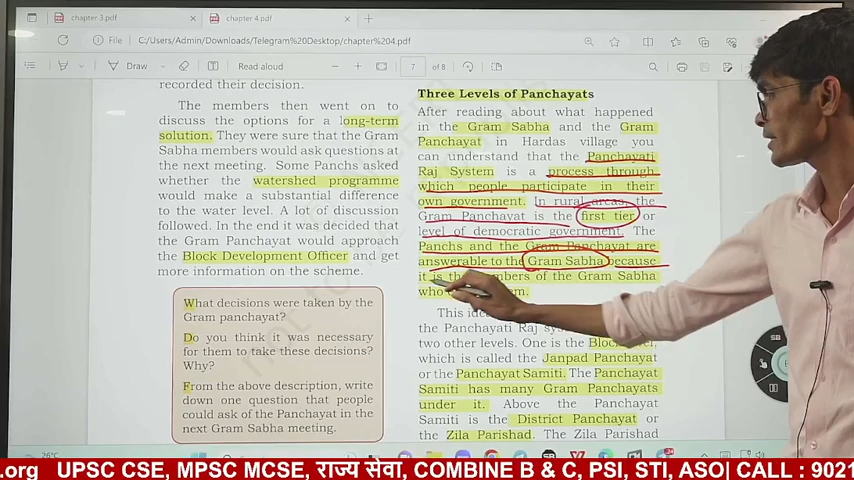 chapter 3.pdf
chapter 4.pdf
File
C:/Users/Admin/Downloads/Telegram%20Desktop/chapter%204.pdf
Draw
Read aloud
7
of 8
recorded their decision.
The members then went on to
discuss the options for a long-term
solution. They were sure that the Gram
Sabha members would ask questions at
the next meeting. Some Panchs asked
whether the watershed programme
would make a substantial difference
to the water level. A lot of discussion
followed. In the end it was decided that
the Gram Panchayat would approach
the Block Development Officer and get
more information on the scheme.
What decisions were taken by the
Gram panchayat?
Do you think it was necessary
for them to take these decisions?
Why?
From the above description, write
down one question that people
could ask of the Panchayat in the
next Gram Sabha meeting.
Three Levels of Panchayats
After reading about what happened
in the Gram Sabha and the Gram
Panchayat in Hardas village you
can understand that the Panchayati
Raj System is a process through
which people participate in their
own government. In rural areas, the
Gram Panchayat is the first tier or
level of democratic government. The
Panchs and the Gram Panchayat are
answerable to the Gram Sabha because
it is the members of the Gram Sabha
who
This
the Panchayati Raj
two other levels. One is the Block
which is called the Janpad Panchayat
or the Panchayat Samiti. The Panchayat
Samiti has many Gram Panchayats
under it. Above the Panchayat
Samiti is the District Panchayat or
the Zila Parishad. The Zila Parishad
SB
26°C
.org UPSC CSE, MPSC MCSE, राज्य सेवा, COMBINE B & C, PSI, STI, ASO| CALL : 9021